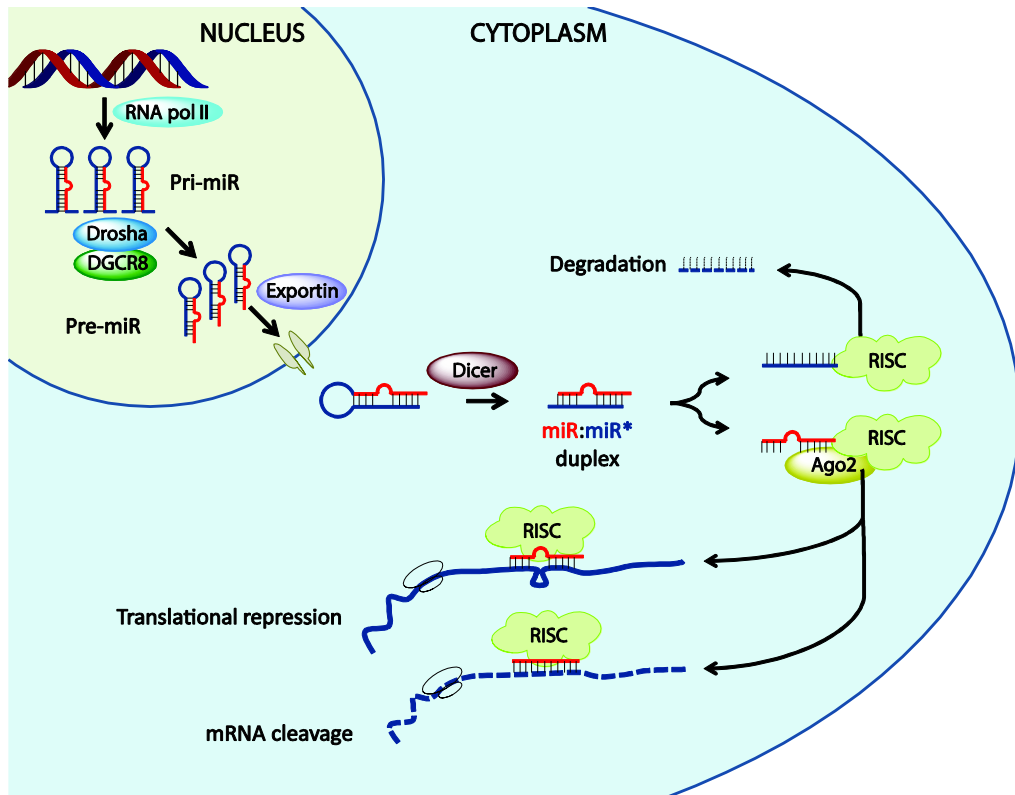 NUCLEUS
CYTOPLASM
RNA pol II
Pri-miR
Drosha
DGCR8
Exportin
Pre-miR
Degradation
RISC
Dicer
miR:miR*
duplex
RISC
Ago2
RISC
Translational repression
RISC
mRNA cleavage